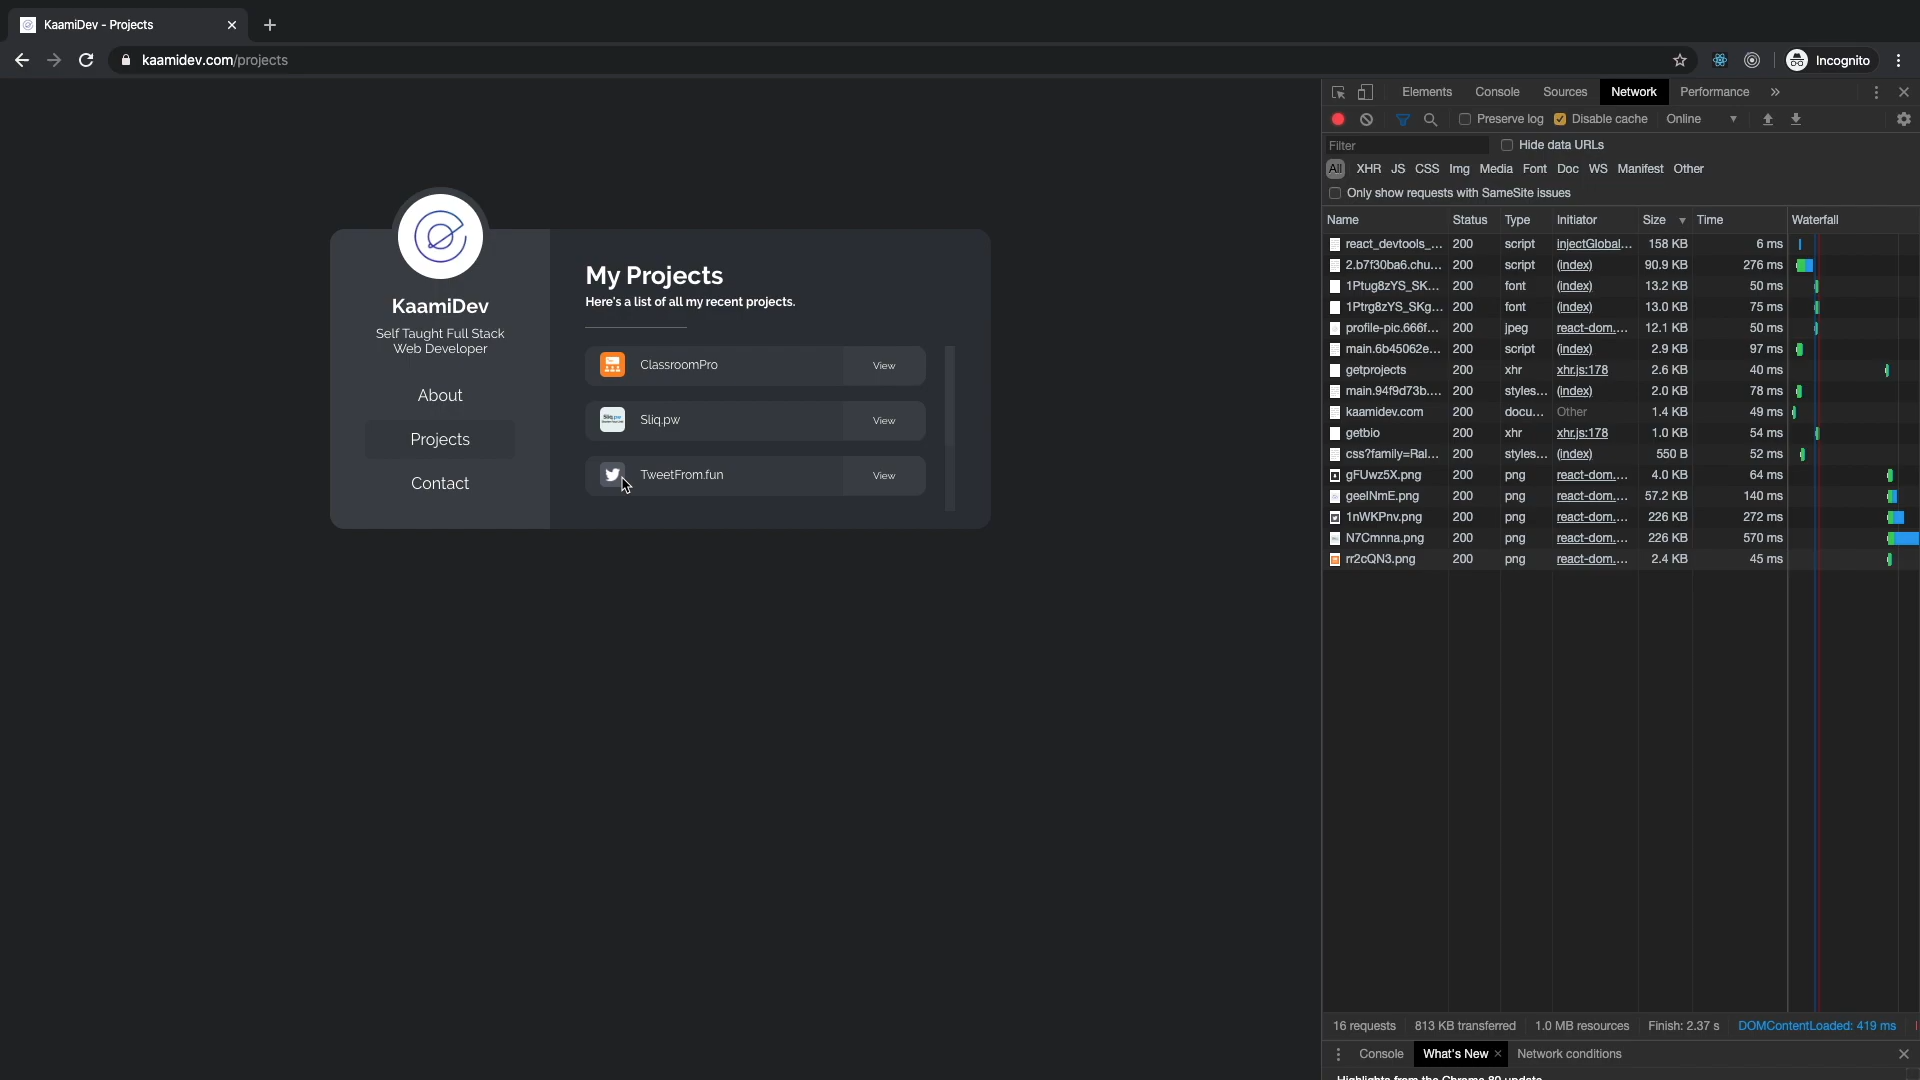 KaamiDev - Projects
kaamidev.com/projects
Incognito
Elements Console Sources Network Performance
Preserve log Disable cache Online
Filter Hide data URLs
All XHR JS CSS Img Media Font Doc WS Manifest Other
Only show requests with SameSite issues
Name Status Type Initiator Size Time Waterfall
react_devtools_... 200 script injectGlobal... 158 KB 6 ms
2.b7f30ba6.chu... 200 script (index) 90.9 KB 276 ms
1Ptug8zYS_SK... 200 font (index) 13.2 KB 50 ms
1Ptrg8zYS_SKg... 200 font (index) 13.0 KB 75 ms
profile-pic.666f... 200 jpeg react-dom.... 12.1 KB 50 ms
main.6b45062e... 200 script (index) 2.9 KB 97 ms
getprojects 200 xhr xhr.js:178 2.6 KB 40 ms
main.94f9d73b.... 200 styles... (index) 2.0 KB 78 ms
kaamidev.com 200 docu... Other 1.4 KB 49 ms
getbio 200 xhr xhr.js:178 1.0 KB 54 ms
css?family=Ral... 200 styles... (index) 550 B 52 ms
gFUwz5X.png 200 png react-dom.... 4.0 KB 64 ms
geelNmE.png 200 png react-dom.... 57.2 KB 140 ms
1nWKPnv.png 200 png react-dom.... 226 KB 272 ms
N7Cmnna.png 200 png react-dom.... 226 KB 570 ms
rr2cQN3.png 200 png react-dom.... 2.4 KB 45 ms
16 requests 813 KB transferred 1.0 MB resources Finish: 2.37 s DOMContentLoaded: 419 ms
Console What's New Network conditions
Highlights from the Chrome 80 update
KaamiDev
Self Taught Full Stack
Web Developer
About
Projects
Contact
My Projects
Here's a list of all my recent projects.
ClassroomPro View
Sliq.pw View
TweetFrom.fun View